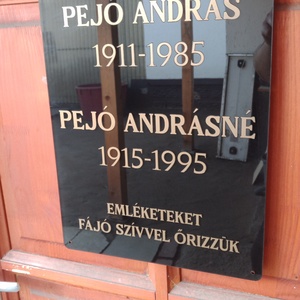 PEJÓ ANDRÁS
1911-1985
PEJÓ ANDRÁSNÉ
1915-1995
EMLÉKETEKET
FÁJÓ SZÍVVEL ŐRIZZÜK